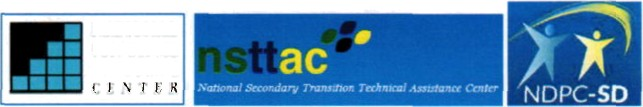 CENTER
nsttac
National Secondary Transition Technical Assistance Center
NDPC-SD